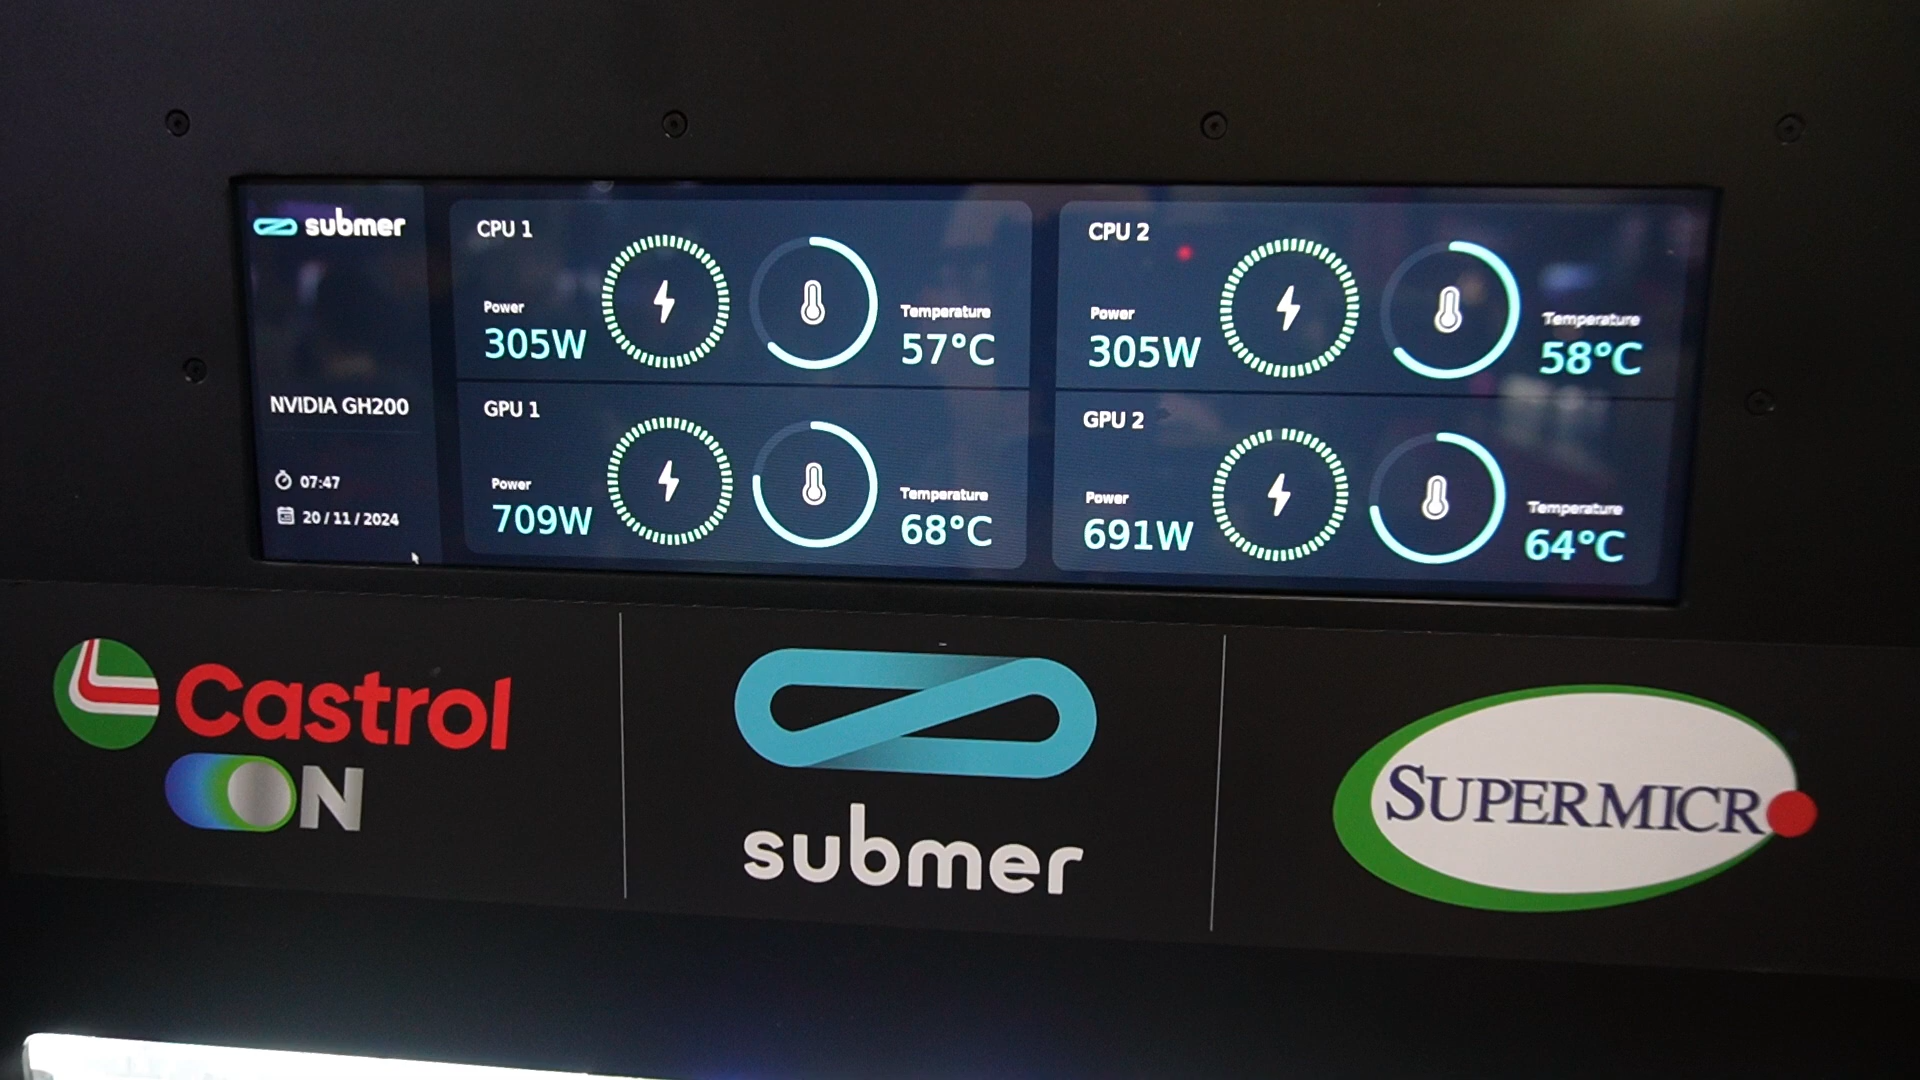 submer
NVIDIA GH200
07:47
20 / 11 / 2024
CPU 1
Power
305W
Temperature
57°C
CPU 2
Power
305W
Temperature
58°C
GPU 1
Power
709W
Temperature
68°C
GPU 2
Power
691W
Temperature
64°C
Castrol
ON
submer
SUPERMICR